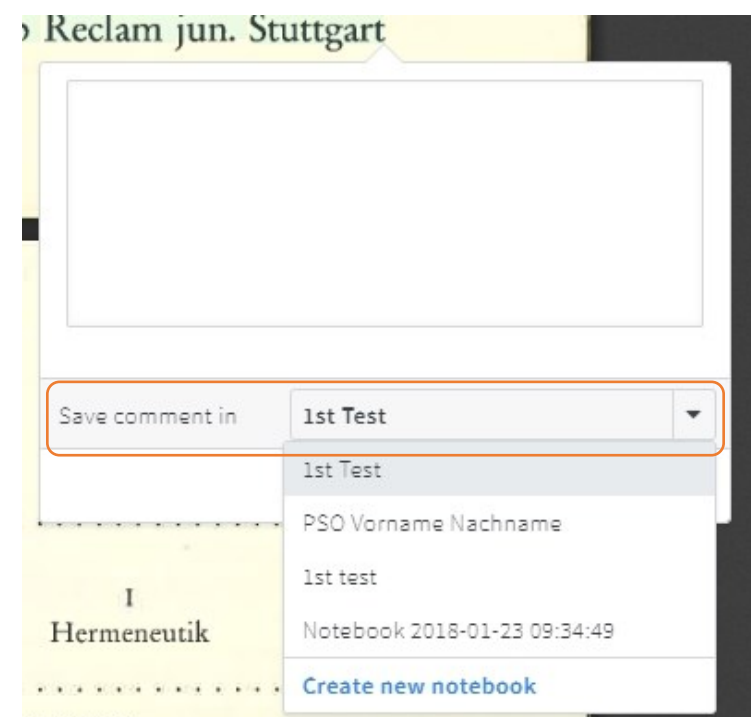 Reclam jun. Stuttgart
Save comment in
1st Test
1st Test
PSO Vorname Nachname
1st test
I
Hermeneutik
Notebook 2018-01-23 09:34:49
Create new notebook